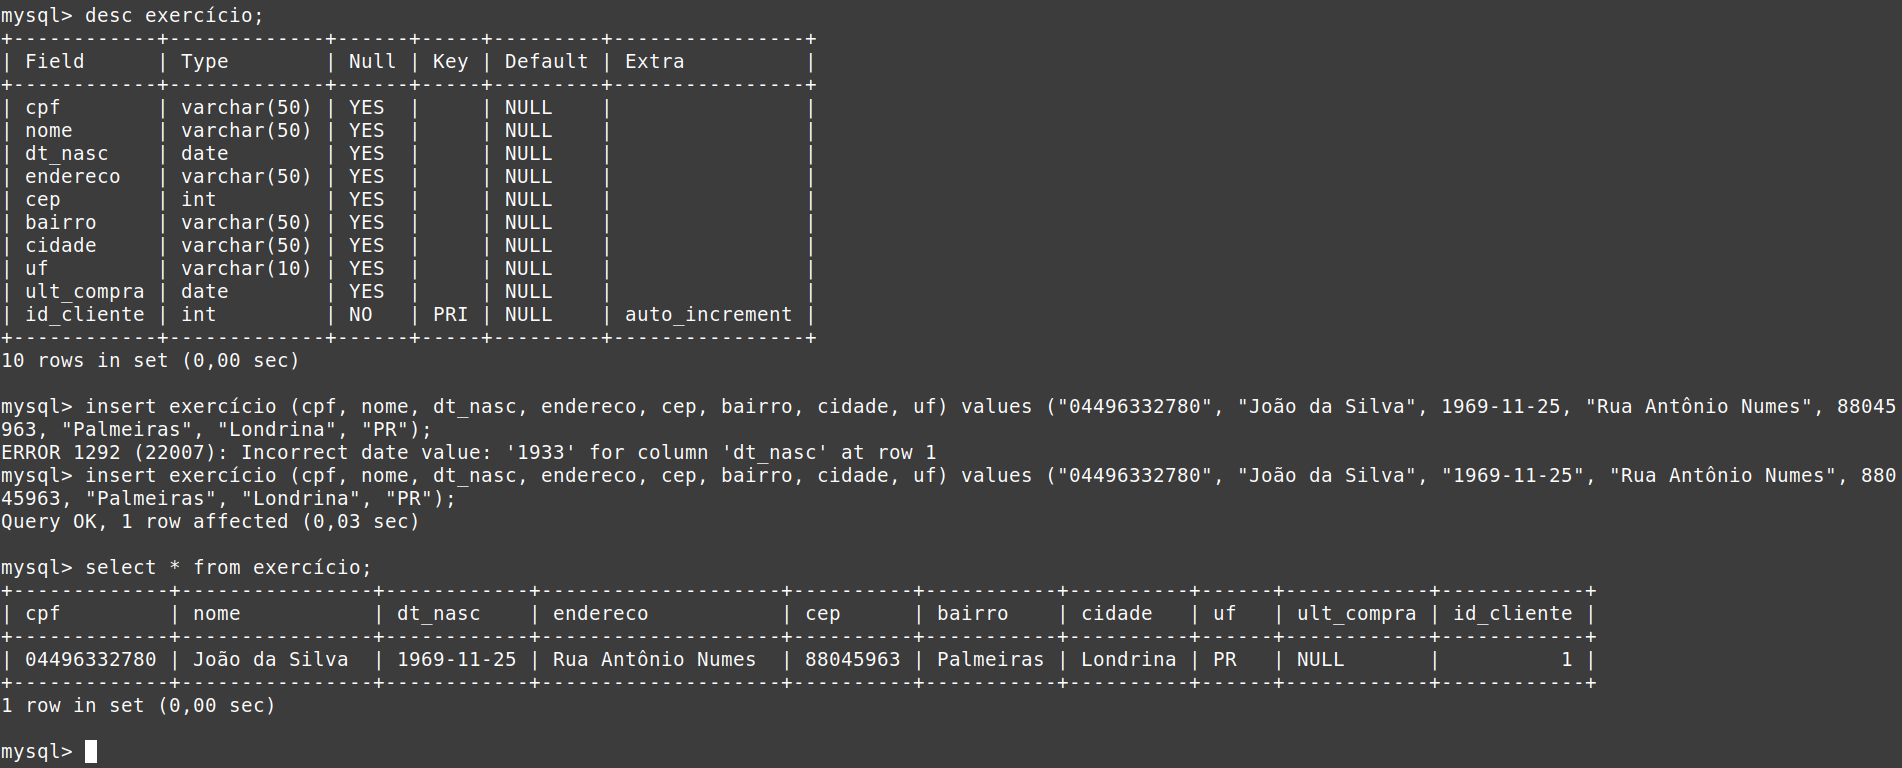 mysql> desc exercício;
+------------+-------------+------+-----+---------+----------------+
| Field      | Type        | Null | Key | Default | Extra          |
+------------+-------------+------+-----+---------+----------------+
| cpf        | varchar(50) | YES  |     | NULL    |                |
| nome       | varchar(50) | YES  |     | NULL    |                |
| dt_nasc    | date        | YES  |     | NULL    |                |
| endereco   | varchar(50) | YES  |     | NULL    |                |
| cep        | int         | YES  |     | NULL    |                |
| bairro     | varchar(50) | YES  |     | NULL    |                |
| cidade     | varchar(50) | YES  |     | NULL    |                |
| uf         | varchar(10) | YES  |     | NULL    |                |
| ult_compra | date        | YES  |     | NULL    |                |
| id_cliente | int         | NO   | PRI | NULL    | auto_increment |
+------------+-------------+------+-----+---------+----------------+
10 rows in set (0,00 sec)

mysql> insert exercício (cpf, nome, dt_nasc, endereco, cep, bairro, cidade, uf) values ("04496332780", "João da Silva", 1969-11-25, "Rua Antônio Numes", 88045
963, "Palmeiras", "Londrina", "PR");
ERROR 1292 (22007): Incorrect date value: '1933' for column 'dt_nasc' at row 1
mysql> insert exercício (cpf, nome, dt_nasc, endereco, cep, bairro, cidade, uf) values ("04496332780", "João da Silva", "1969-11-25", "Rua Antônio Numes", 880
45963, "Palmeiras", "Londrina", "PR");
Query OK, 1 row affected (0,03 sec)

mysql> select * from exercício;
+-------------+----------------+------------+--------------------+----------+-----------+----------+------+------------+------------+
| cpf         | nome           | dt_nasc    | endereco           | cep      | bairro    | cidade   | uf   | ult_compra | id_cliente |
+-------------+----------------+------------+--------------------+----------+-----------+----------+------+------------+------------+
| 04496332780 | João da Silva  | 1969-11-25 | Rua Antônio Numes  | 88045963 | Palmeiras | Londrina | PR   | NULL       |          1 |
+-------------+----------------+------------+--------------------+----------+-----------+----------+------+------------+------------+
1 row in set (0,00 sec)

mysql>